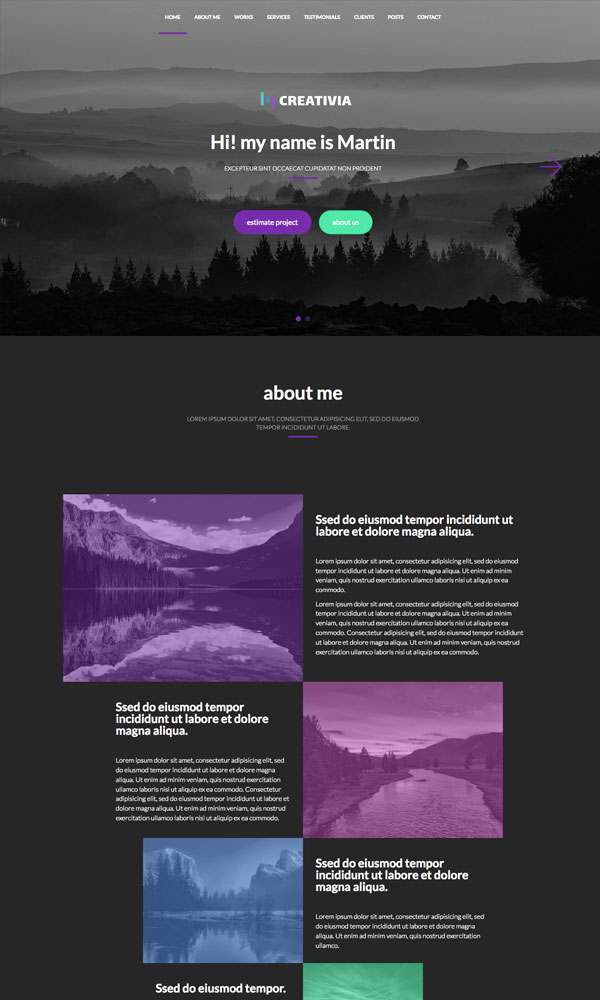 HOME ABOUT ME WORKS SERVICES TESTIMONIALS CLIENTS POSTS CONTACT
CREATIVIA
Hi! my name is Martin
EXCEPTEUR SINT OCCAECAT CUPIDATAT NON PROIDENT
estimate project about us
about me
LOREM IPSUM DOLOR SIT AMET, CONSECTETUR ADIPISICING ELIT, SED DO EIUSMOD
TEMPOR INCIDIDUNT UT LABORE.
Ssed do eiusmod tempor incididunt ut
labore et dolore magna aliqua.
Lorem ipsum dolor sit amet, consectetur adipisicing elit, sed do eiusmod
tempor incididunt ut labore et dolore magna aliqua. Ut enim ad minim
veniam, quis nostrud exercitation ullamco laboris nisi ut aliquip ex ea
commodo.
Lorem ipsum dolor sit amet, consectetur adipisicing elit, sed do eiusmod
tempor incididunt ut labore et dolore magna aliqua. Ut enim ad minim
veniam, quis nostrud exercitation ullamco laboris nisi ut aliquip ex ea
commodo. Consectetur adipisicing elit, sed do eiusmod tempor incididunt
ut labore et dolore magna aliqua. Ut enim ad minim veniam, quis nostrud
exercitation ullamco laboris nisi ut aliquip ex ea commodo.
Ssed do eiusmod tempor
incididunt ut labore et dolore
magna aliqua.
Lorem ipsum dolor sit amet, consectetur adipisicing elit, sed
do eiusmod tempor incididunt ut labore et dolore magna
aliqua. Ut enim ad minim veniam, quis nostrud exercitation
ullamco laboris nisi ut aliquip ex ea commodo. Consectetur
adipisicing elit, sed do eiusmod tempor incididunt ut labore et
dolore magna aliqua. Ut enim ad minim veniam, quis nostrud
exercitation ullamco laboris nisi ut aliquip ex ea commodo.
Ssed do eiusmod tempor
incididunt ut labore et dolore
magna aliqua.
Lorem ipsum dolor sit amet, consectetur adipisicing elit, sed
do eiusmod tempor incididunt ut labore et dolore magna
aliqua. Ut enim ad minim veniam, quis nostrud exercitation
ullamco.
Ssed do eiusmod tempor.